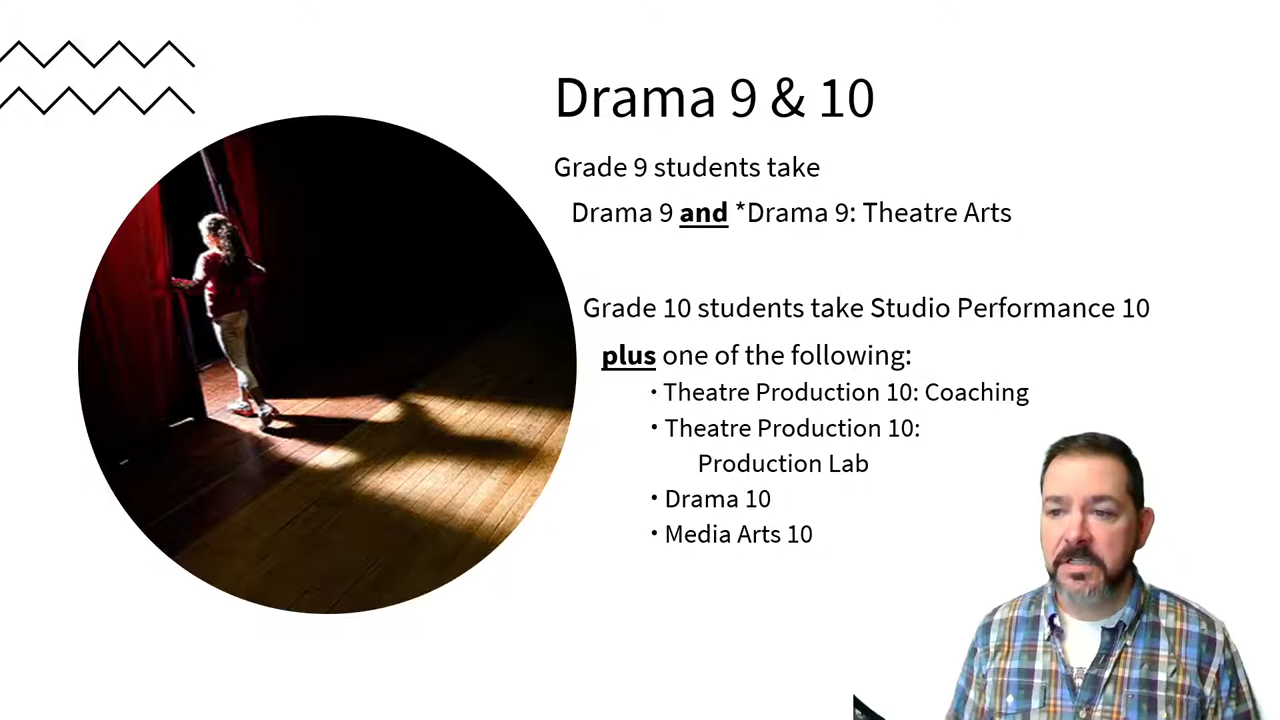 Drama 9 & 10
Grade 9 students take
Drama 9 and *Drama 9: Theatre Arts
Grade 10 students take Studio Performance 10
plus one of the following:
• Theatre Production 10: Coaching
• Theatre Production 10:
Production Lab
• Drama 10
• Media Arts 10